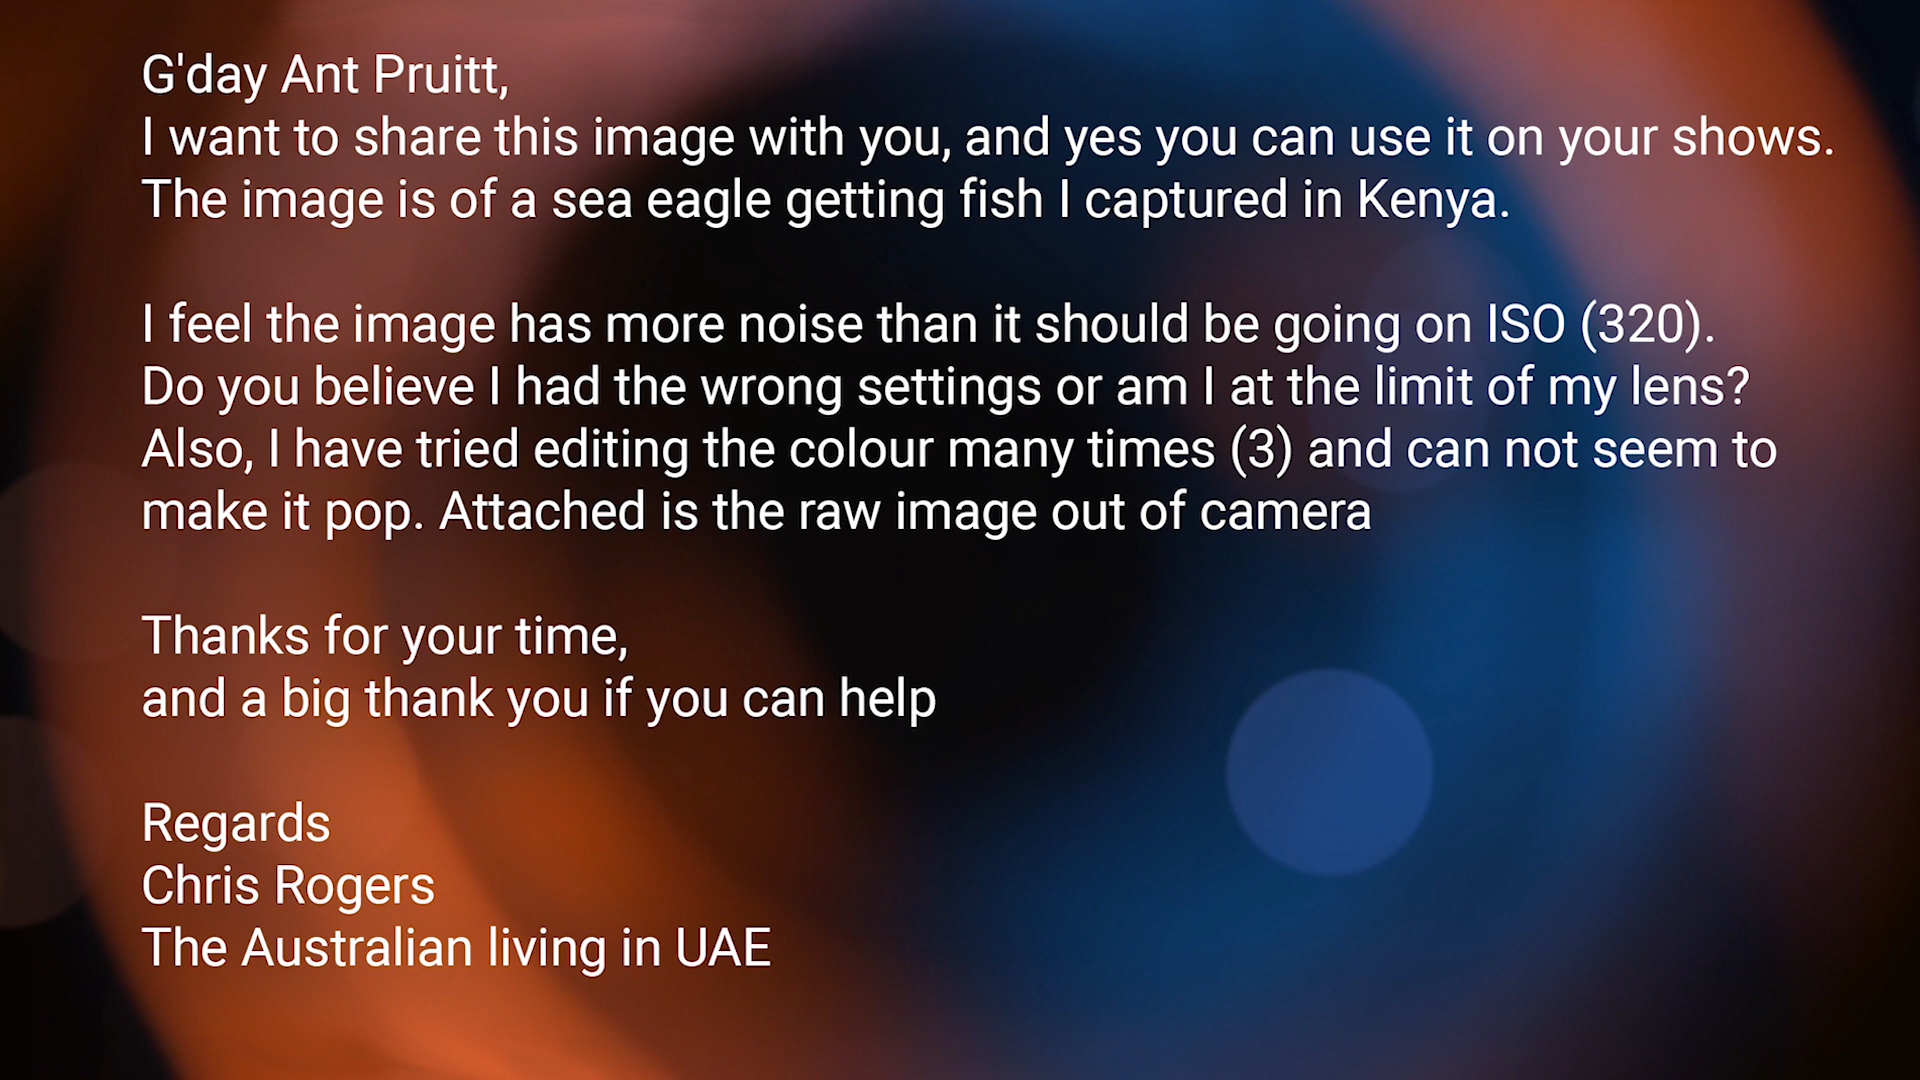 G'day Ant Pruitt,
I want to share this image with you, and yes you can use it on your shows.
The image is of a sea eagle getting fish I captured in Kenya.
I feel the image has more noise than it should be going on ISO (320).
Do you believe I had the wrong settings or am I at the limit of my lens?
Also, I have tried editing the colour many times (3) and can not seem to
make it pop. Attached is the raw image out of camera
Thanks for your time,
and a big thank you if you can help
Regards
Chris Rogers
The Australian living in UAE